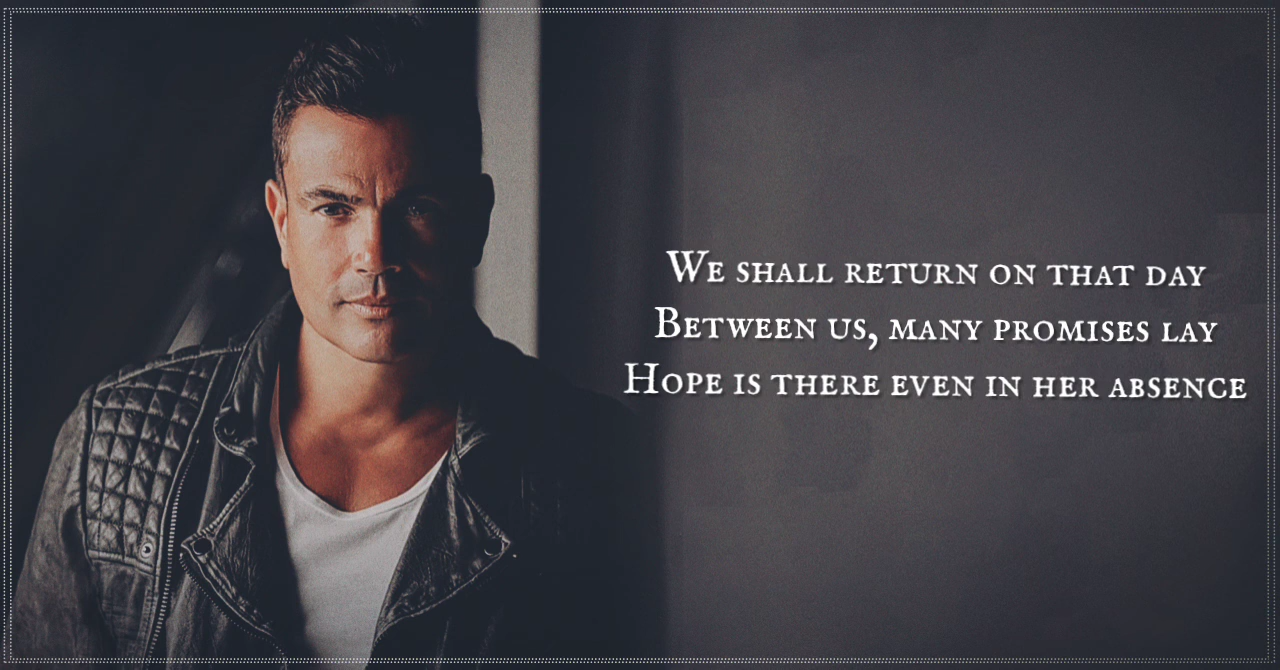 We shall return on that day
Between us, many promises lay
Hope is there even in her absence